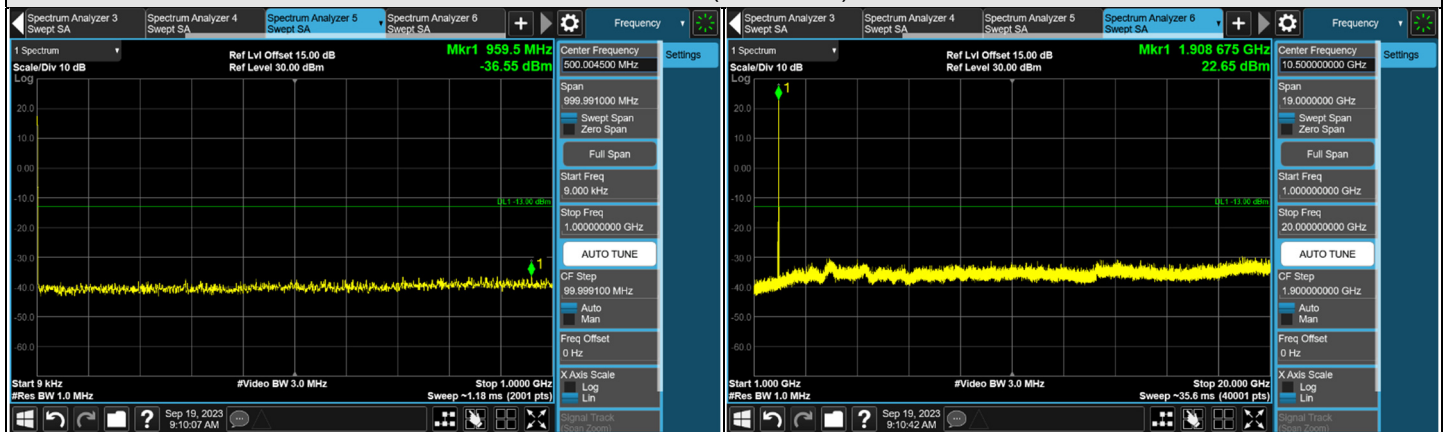 Spectrum Analyzer 3
Swept SA
Spectrum Analyzer 4
Swept SA
Spectrum Analyzer 5
Swept SA
Spectrum Analyzer 6
Swept SA
+
Frequency
1 Spectrum
Scale/Div 10 dB
Log
Ref Lvl Offset 15.00 dB
Ref Level 30.00 dBm
Mkr1 959.5 MHz
-36.55 dBm
20.0
10.0
0.00
-10.0
-20.0
-30.0
-40.0
-50.0
-60.0
DL1 -13.00 dBm
1
Start 9 kHz
#Res BW 1.0 MHz
#Video BW 3.0 MHz
Stop 1.0000 GHz
Sweep ~1.18 ms (2001 pts)
Center Frequency
500.004500 MHz
Settings
Span
999.991000 MHz
Swept Span
Zero Span
Full Span
Start Freq
9.000 kHz
Stop Freq
1.000000000 GHz
AUTO TUNE
CF Step
99.999100 MHz
Auto
Man
Freq Offset
0 Hz
X Axis Scale
Log
Lin
Signal Track
(Span Zoom)
?
Sep 19, 2023
9:10:07 AM
Spectrum Analyzer 3
Swept SA
Spectrum Analyzer 4
Swept SA
Spectrum Analyzer 5
Swept SA
Spectrum Analyzer 6
Swept SA
+
Frequency
1 Spectrum
Scale/Div 10 dB
Log
Ref Lvl Offset 15.00 dB
Ref Level 30.00 dBm
Mkr1 1.908 675 GHz
22.65 dBm
1
20.0
10.0
0.00
-10.0
-20.0
-30.0
-40.0
-50.0
-60.0
DL1 -13.00 dBm
Start 1.000 GHz
#Res BW 1.0 MHz
#Video BW 3.0 MHz
Stop 20.000 GHz
Sweep ~35.6 ms (40001 pts)
Center Frequency
10.500000000 GHz
Settings
Span
19.0000000 GHz
Swept Span
Zero Span
Full Span
Start Freq
1.000000000 GHz
Stop Freq
20.000000000 GHz
AUTO TUNE
CF Step
1.900000000 GHz
Auto
Man
Freq Offset
0 Hz
X Axis Scale
Log
Lin
Signal Track
(Span Zoom)
?
Sep 19, 2023
9:10:42 AM